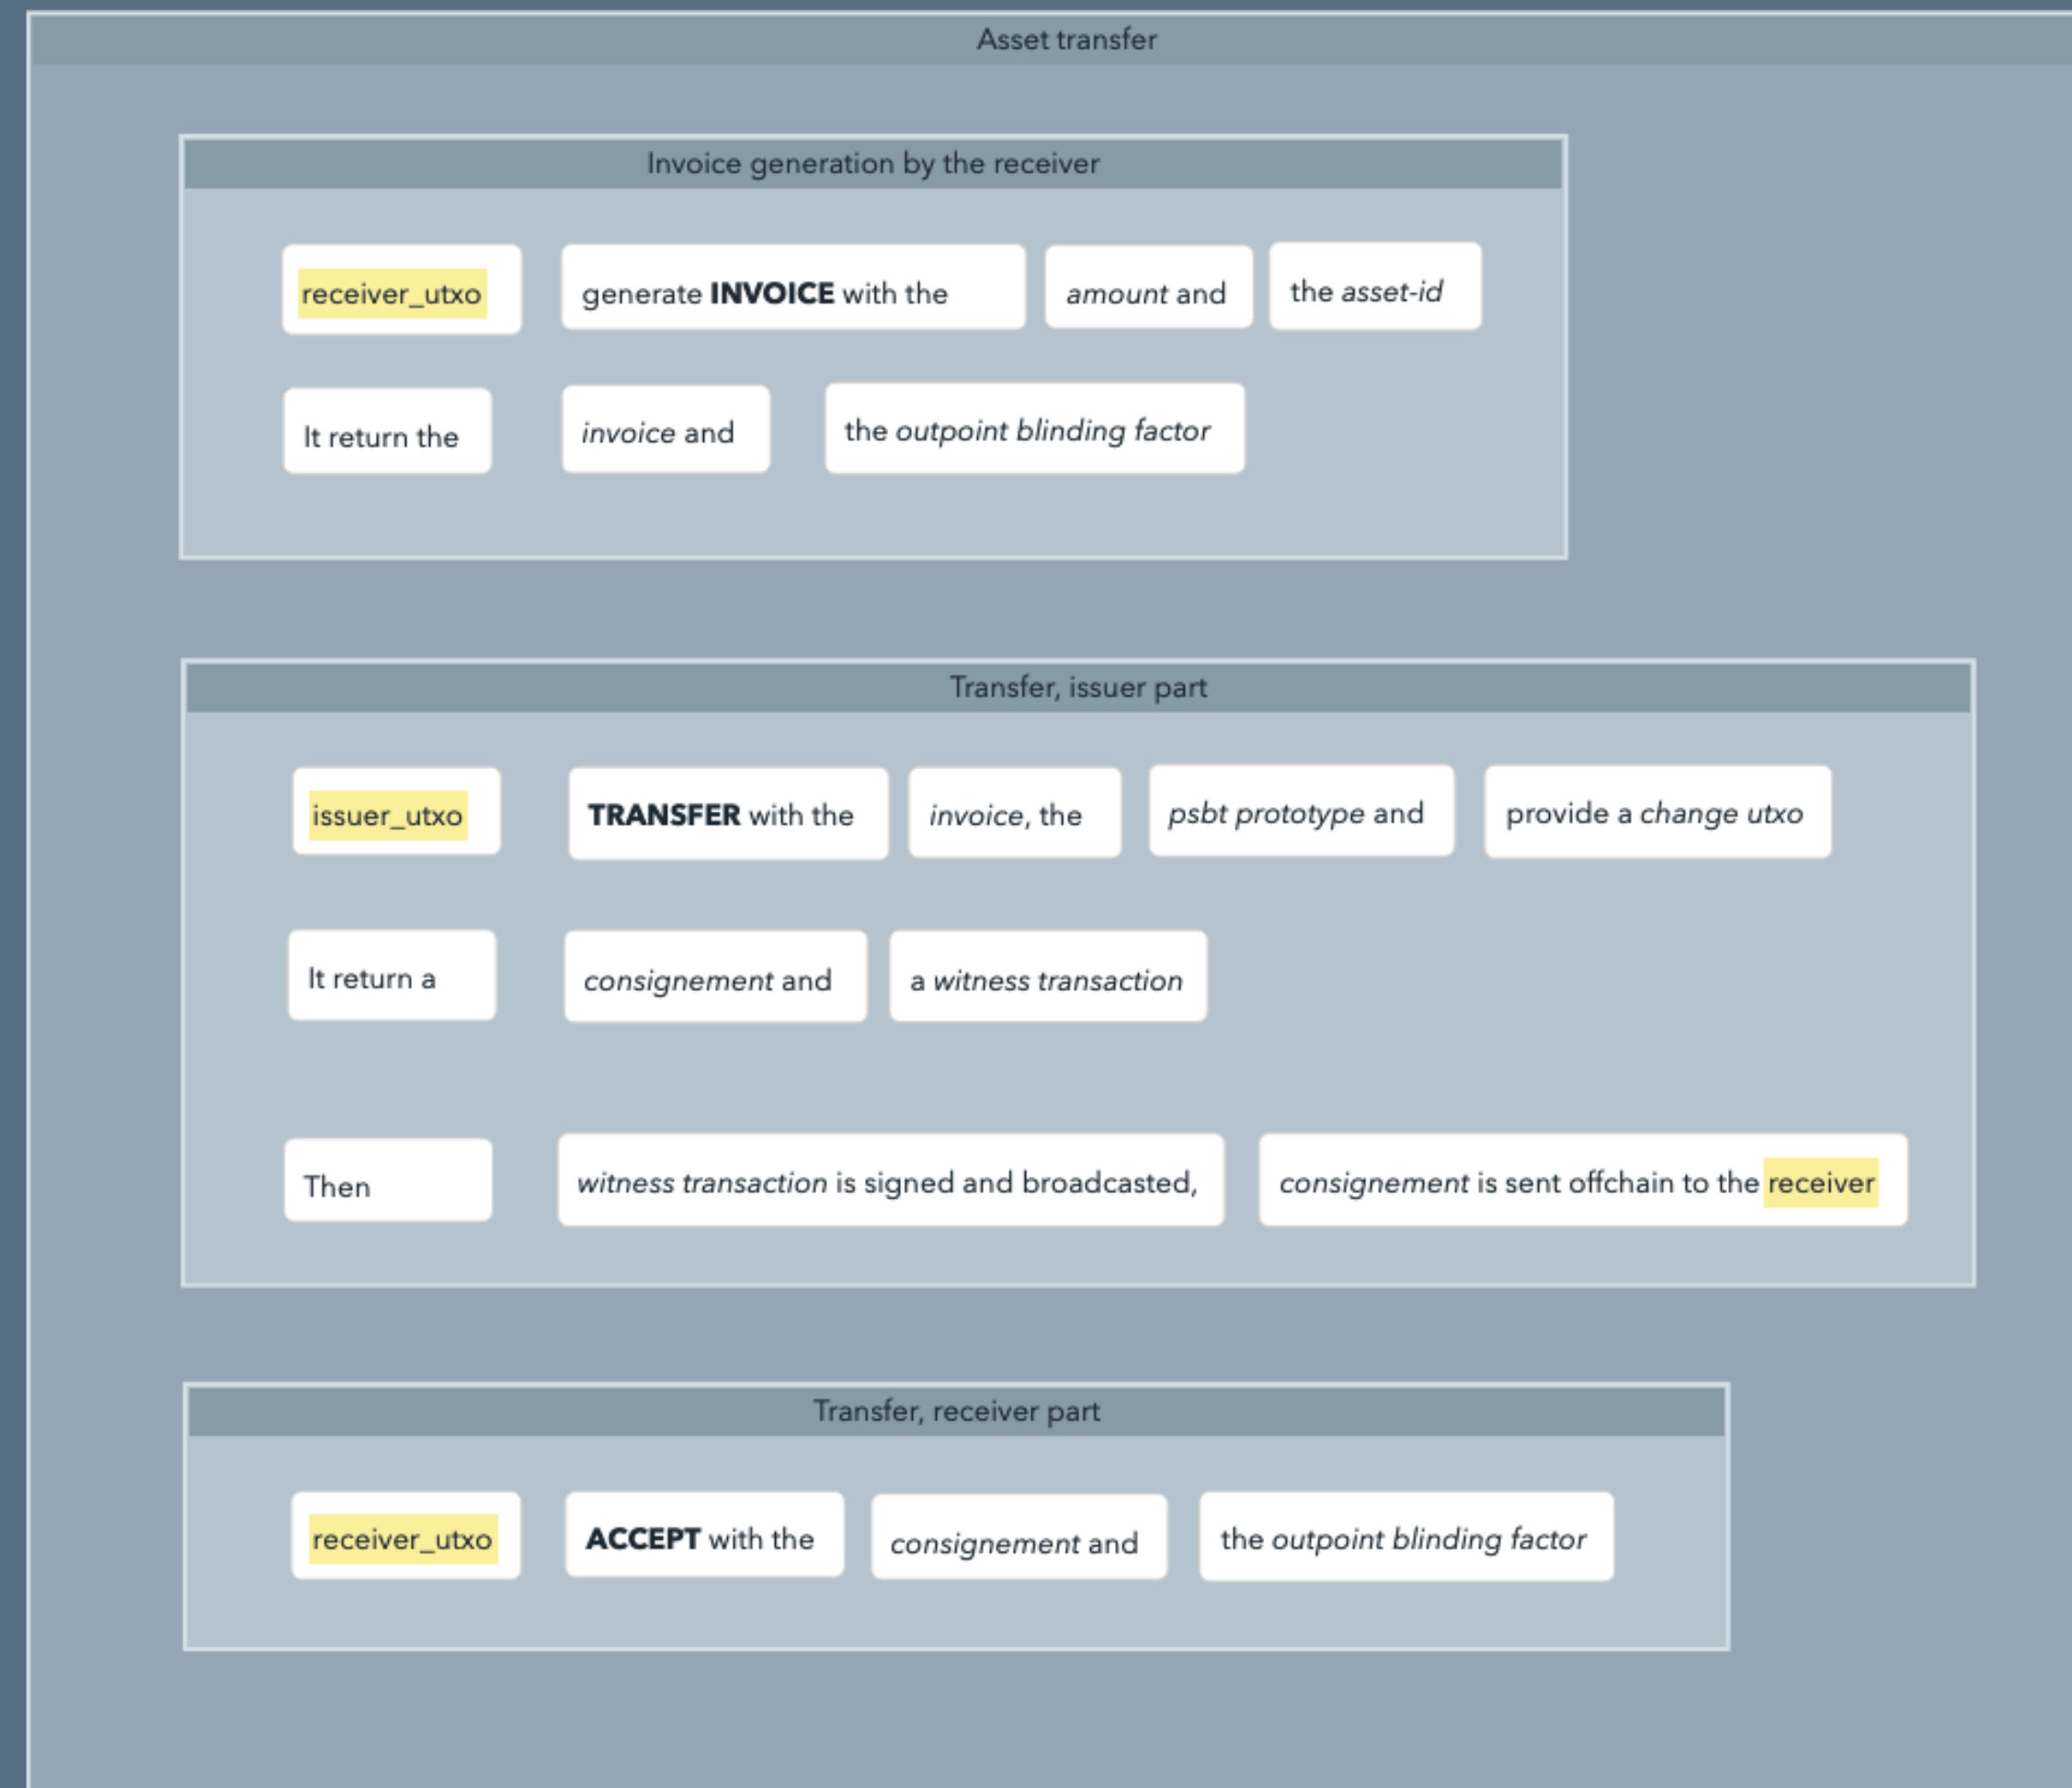 Asset transfer
Invoice generation by the receiver
receiver_utxo generate INVOICE with the amount and the asset-id
It return the invoice and the outpoint blinding factor
Transfer, issuer part
issuer_utxo TRANSFER with the invoice, the psbt prototype and provide a change utxo
It return a consignement and a witness transaction
Then witness transaction is signed and broadcasted, consignement is sent offchain to the receiver
Transfer, receiver part
receiver_utxo ACCEPT with the consignement and the outpoint blinding factor